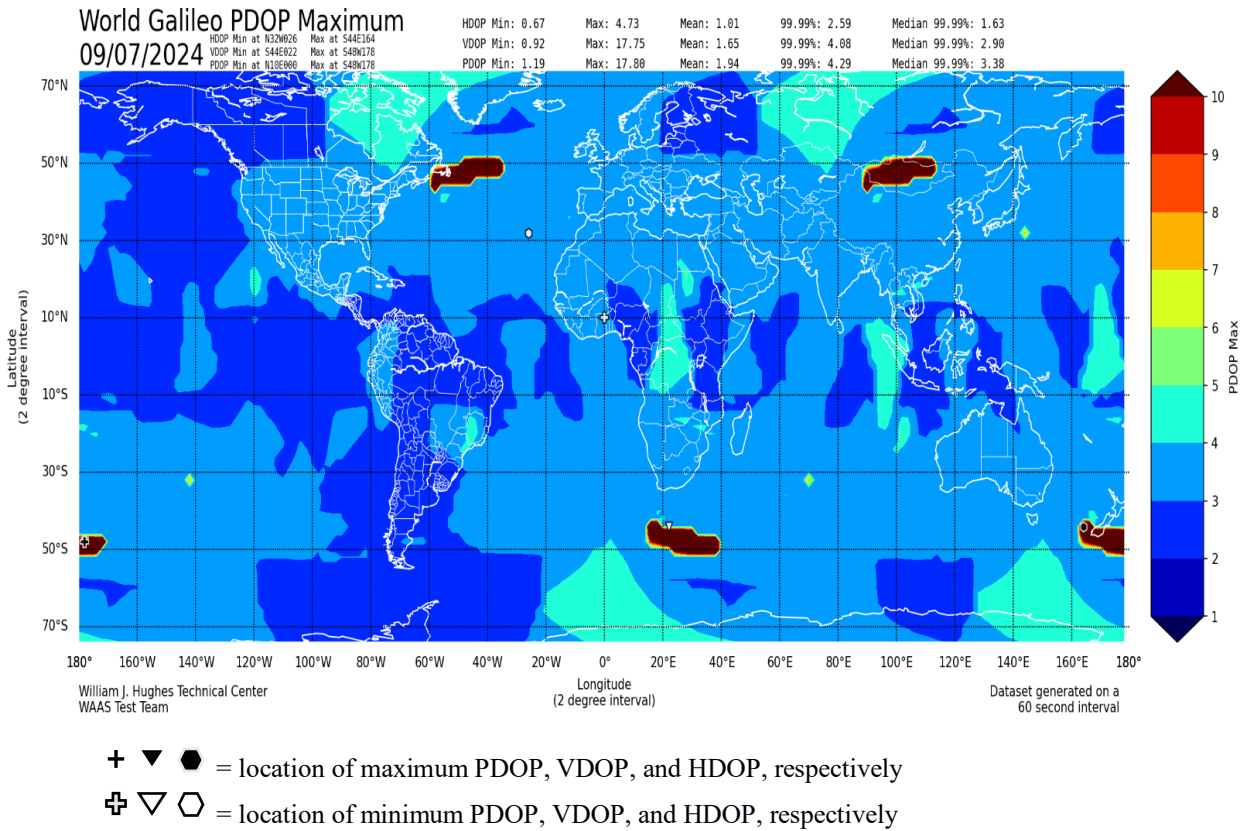 World Galileo PDOP Maximum
09/07/2024
HDOP Min at N32W026 Max at S44E164
VDOP Min at S44E022 Max at S48W178
PDOP Min at N10E000 Max at S48W178
HDOP Min: 0.67 Max: 4.73 Mean: 1.01 99.99%: 2.59 Median 99.99%: 1.63
VDOP Min: 0.92 Max: 17.75 Mean: 1.65 99.99%: 4.08 Median 99.99%: 2.90
PDOP Min: 1.19 Max: 17.80 Mean: 1.94 99.99%: 4.29 Median 99.99%: 3.38
70°N
50°N
30°N
10°N
10°S
30°S
50°S
70°S
Latitude
(2 degree interval)
180° 160°W 140°W 120°W 100°W 80°W 60°W 40°W 20°W 0° 20°E 40°E 60°E 80°E 100°E 120°E 140°E 160°E 180°
Longitude
(2 degree interval)
10
9
8
7
6
5
4
3
2
1
PDOP Max
William J. Hughes Technical Center
WAAS Test Team
Dataset generated on a
60 second interval
= location of maximum PDOP, VDOP, and HDOP, respectively
= location of minimum PDOP, VDOP, and HDOP, respectively